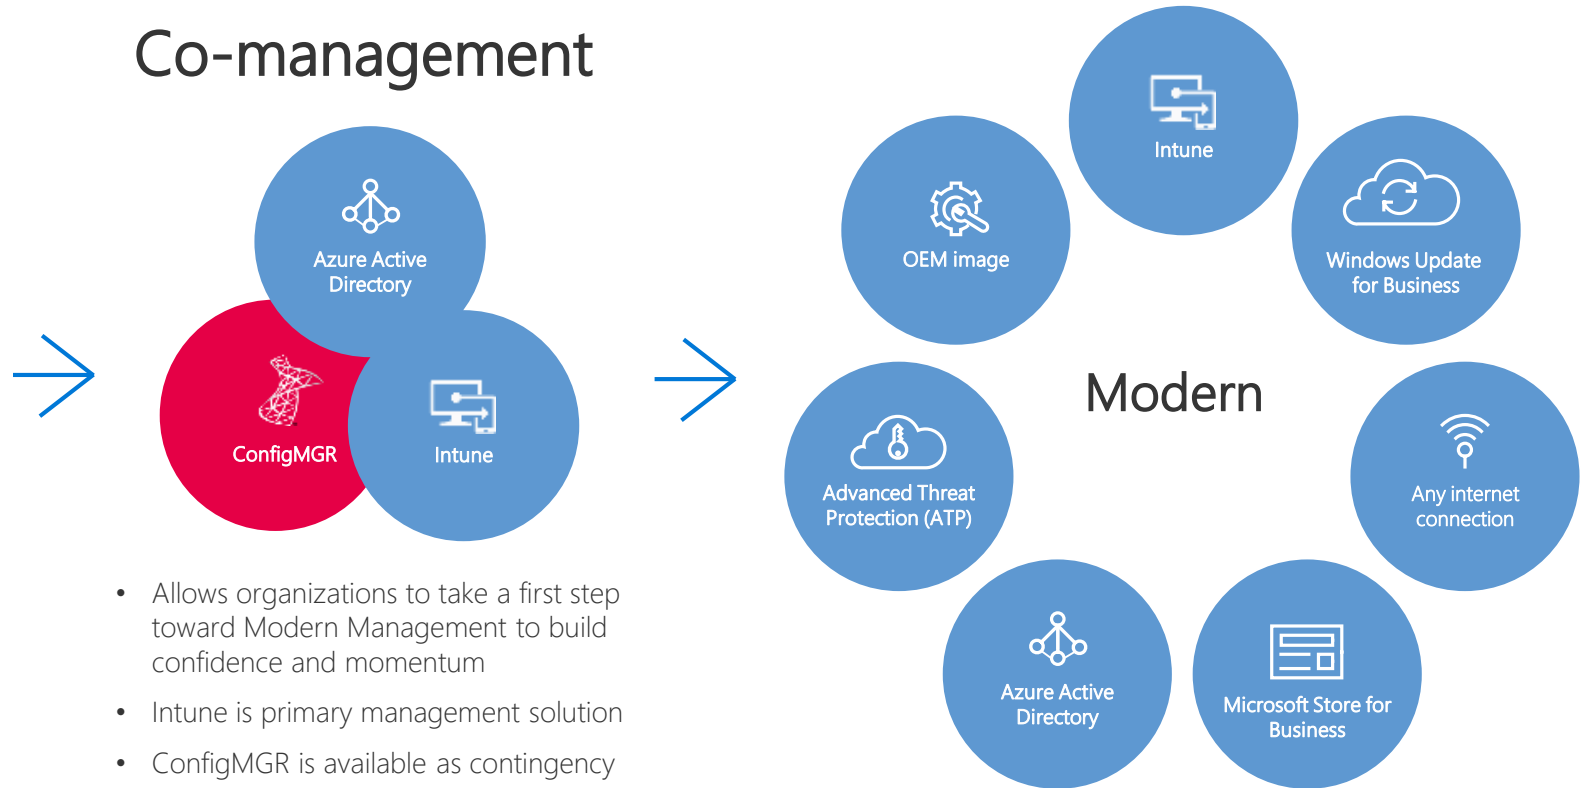 Co-management
Azure Active
Directory
ConfigMGR
Intune
• Allows organizations to take a first step
toward Modern Management to build
confidence and momentum
• Intune is primary management solution
• ConfigMGR is available as contingency
Modern
Intune
OEM image
Windows Update
for Business
Advanced Threat
Protection (ATP)
Any internet
connection
Azure Active
Directory
Microsoft Store for
Business